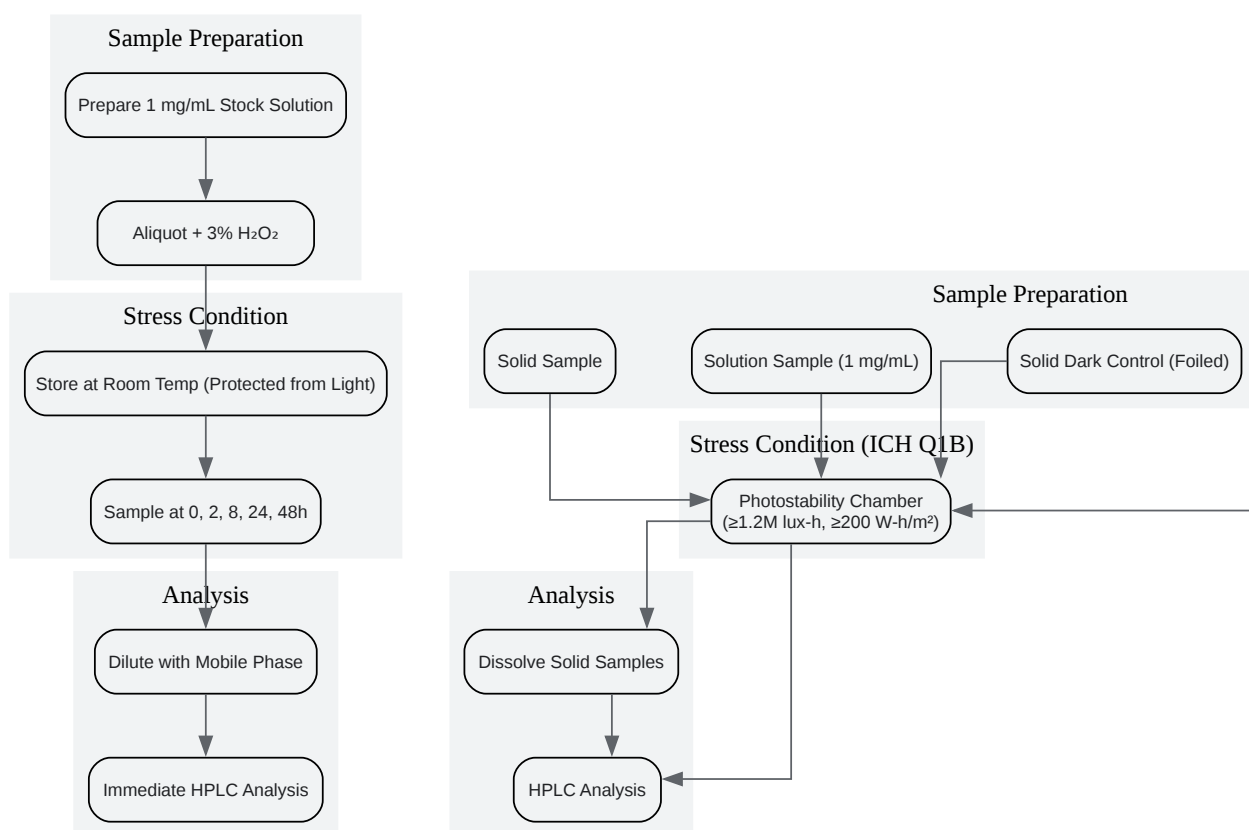 Sample Preparation
Prepare 1 mg/mL Stock Solution
Aliquot + 3% H₂O₂
Stress Condition
Store at Room Temp (Protected from Light)
Sample at 0, 2, 8, 24, 48h
Analysis
Dilute with Mobile Phase
Immediate HPLC Analysis
Sample Preparation
Solid Sample
Solution Sample (1 mg/mL)
Solid Dark Control (Foiled)
Stress Condition (ICH Q1B)
Photostability Chamber
(≥1.2M lux-h, ≥200 W-h/m²)
Analysis
Dissolve Solid Samples
HPLC Analysis